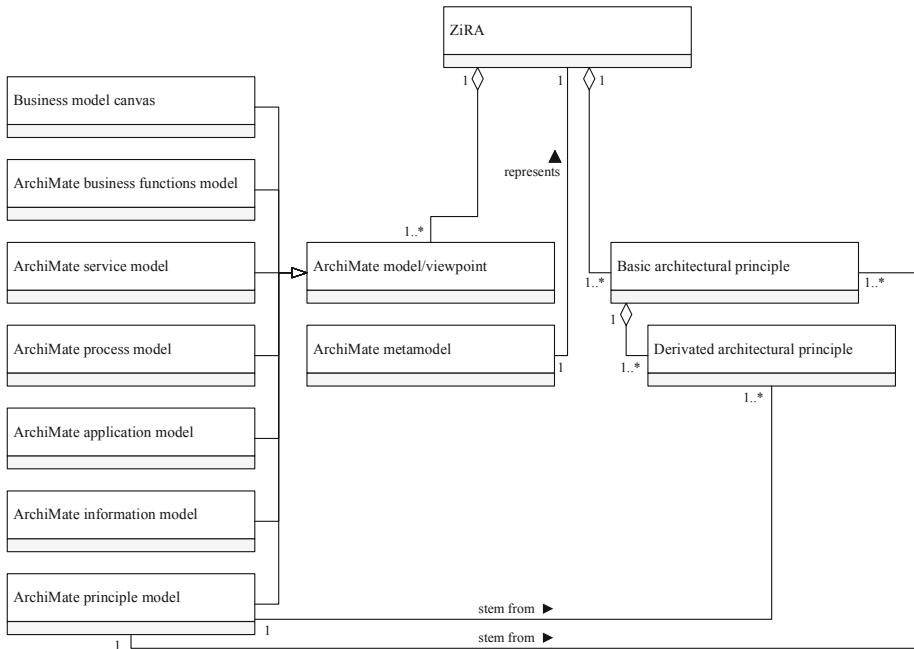 ZiRA
1
1
1
Business model canvas
ArchiMate business functions model
represents ▲
1..*
ArchiMate service model
ArchiMate model/viewpoint
Basic architectural principle
1..*
1..*
1
ArchiMate process model
ArchiMate metamodel
1
Derivated architectural principle
1..*
1..*
ArchiMate application model
ArchiMate information model
ArchiMate principle model
1
stem from ►
1
stem from ►